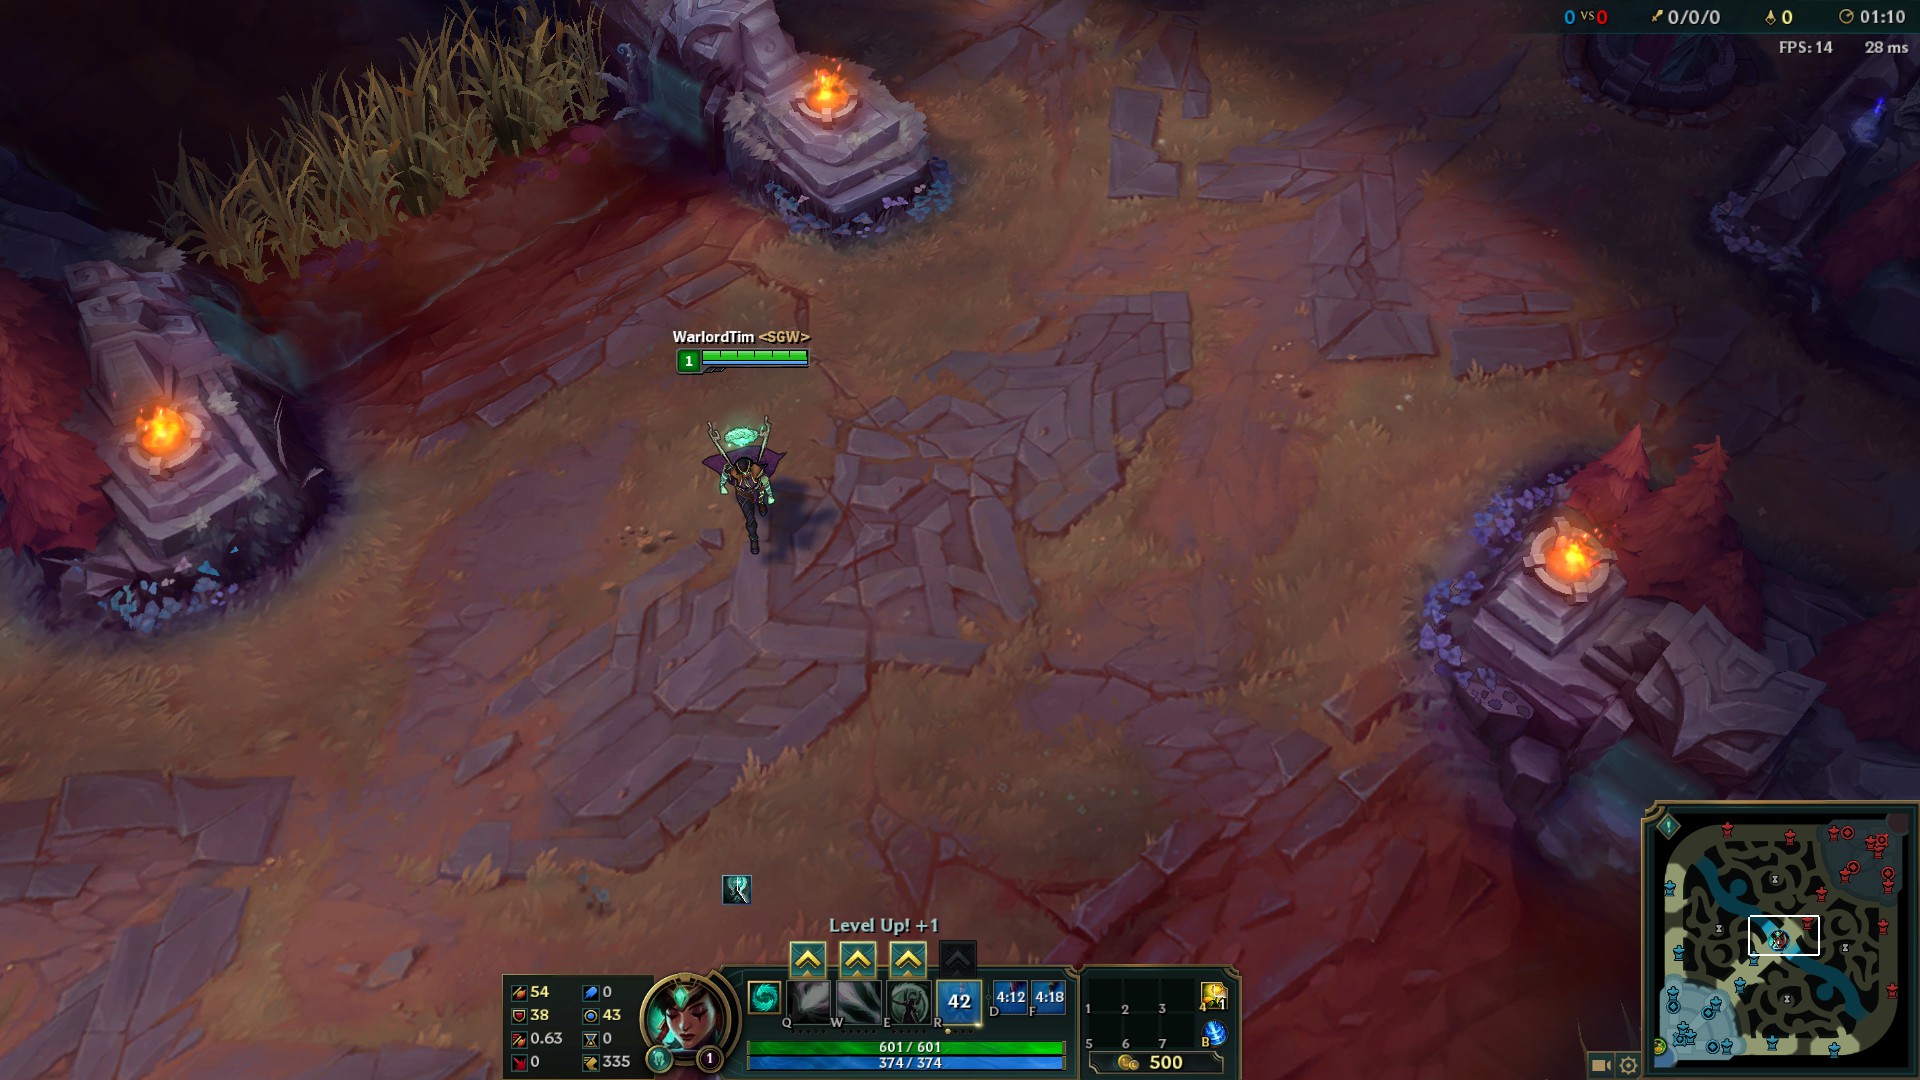 0 VS 0 0/0/0 0 01:10
FPS: 14 28 ms
WarlordTim <SGW>
1
Level Up! +1
54 0
38 43
0.63 0
0 335
1
Q W E R D F
42 4:12 4:18
601 / 601
374 / 374
1 2 3 4 1
5 6 7 B
500